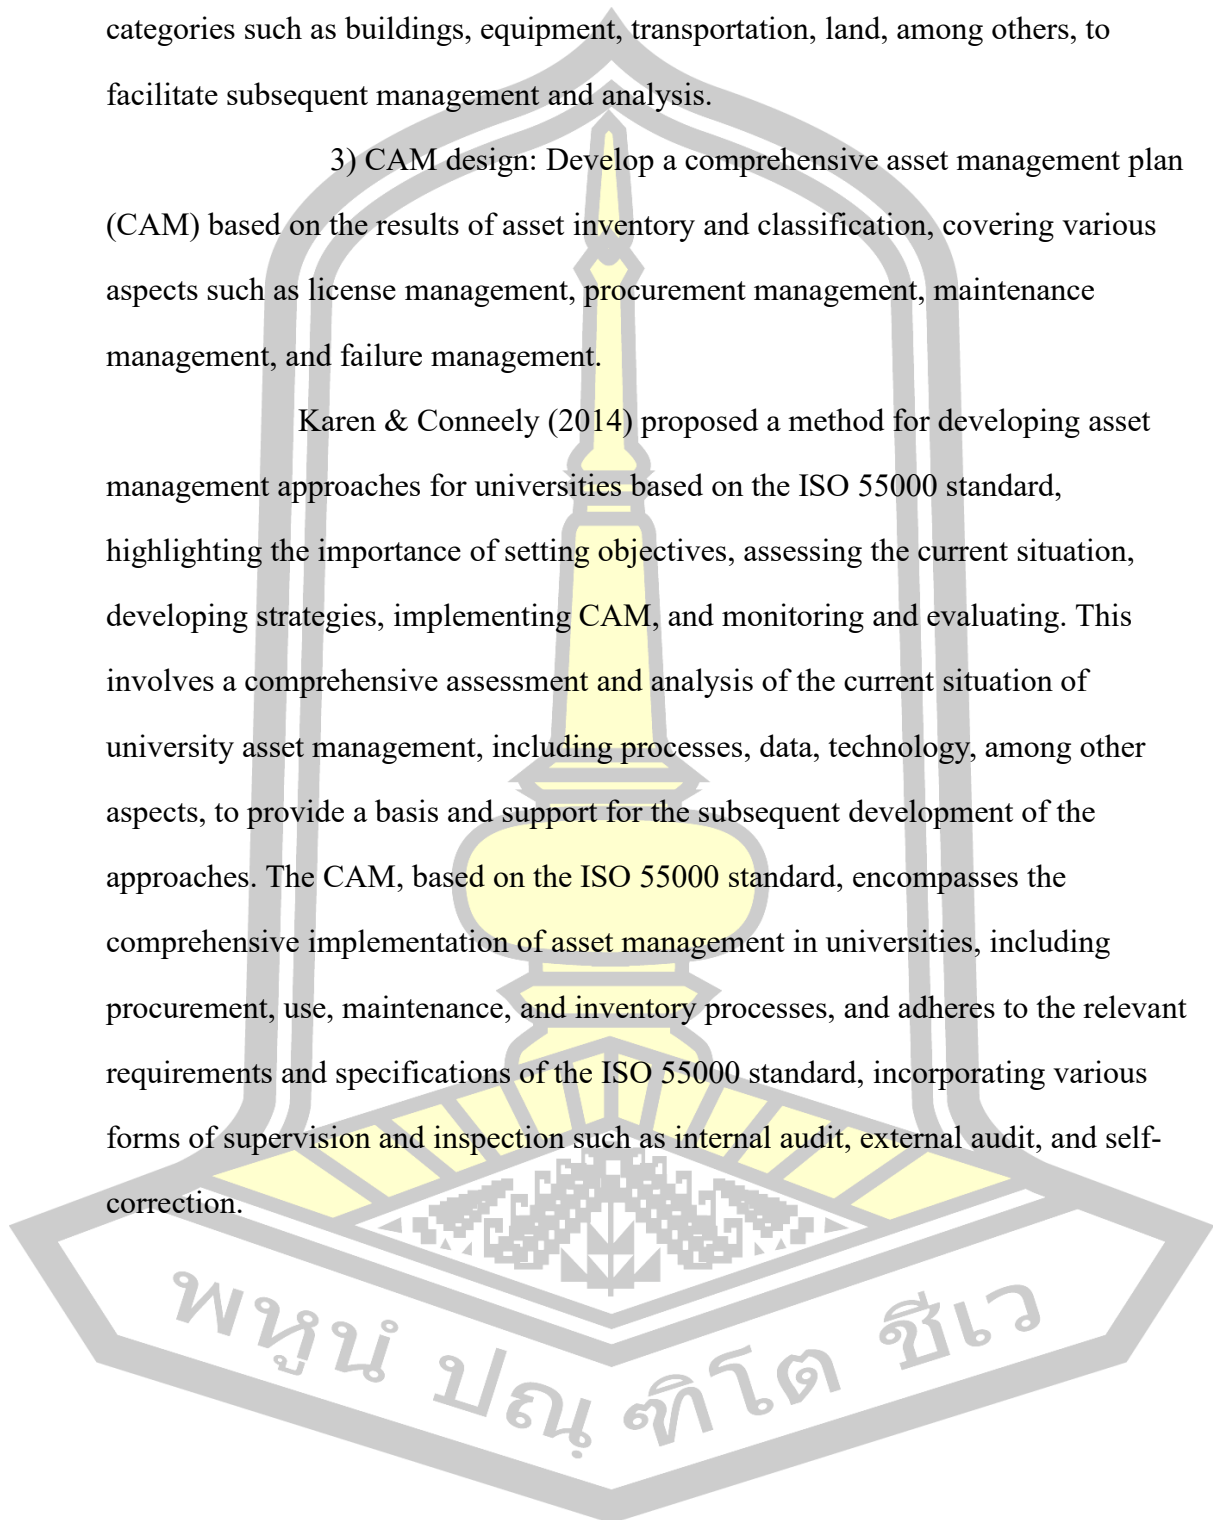 categories such as buildings, equipment, transportation, land, among others, to
facilitate subsequent management and analysis.
3) CAM design: Develop a comprehensive asset management plan
(CAM) based on the results of asset inventory and classification, covering various
aspects such as license management, procurement management, maintenance
management, and failure management.
Karen & Conneely (2014) proposed a method for developing asset
management approaches for universities based on the ISO 55000 standard,
highlighting the importance of setting objectives, assessing the current situation,
developing strategies, implementing CAM, and monitoring and evaluating. This
involves a comprehensive assessment and analysis of the current situation of
university asset management, including processes, data, technology, among other
aspects, to provide a basis and support for the subsequent development of the
approaches. The CAM, based on the ISO 55000 standard, encompasses the
comprehensive implementation of asset management in universities, including
procurement, use, maintenance, and inventory processes, and adheres to the relevant
requirements and specifications of the ISO 55000 standard, incorporating various
forms of supervision and inspection such as internal audit, external audit, and self-
correction.
พหูนํ ปณฺ ฑิโต ชีเว